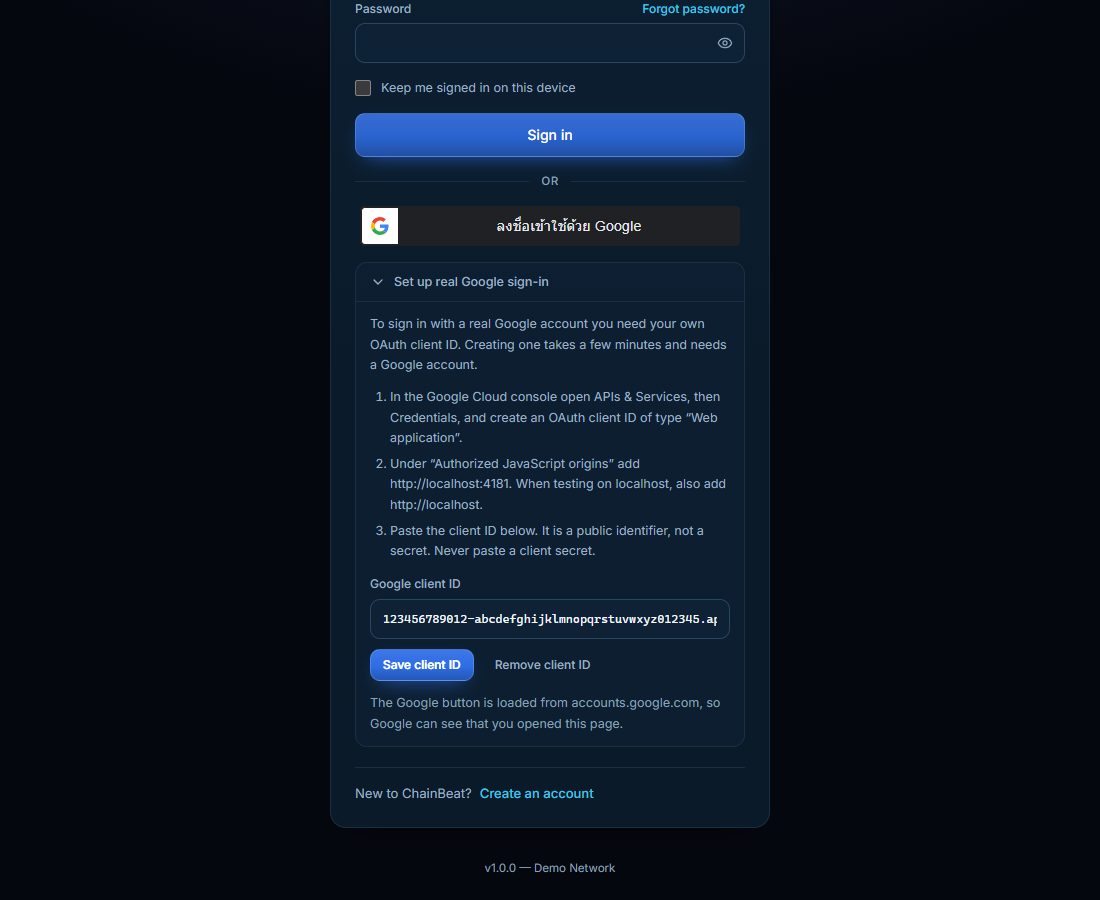 Password
Forgot password?
Keep me signed in on this device
Sign in
OR
ลงชื่อเข้าใช้ด้วย Google
Set up real Google sign-in
To sign in with a real Google account you need your own
OAuth client ID. Creating one takes a few minutes and needs
a Google account.
1. In the Google Cloud console open APIs & Services, then
Credentials, and create an OAuth client ID of type “Web
application”.
2. Under “Authorized JavaScript origins” add
http://localhost:4181. When testing on localhost, also add
http://localhost.
3. Paste the client ID below. It is a public identifier, not a
secret. Never paste a client secret.
Google client ID
123456789012-abcdefghijklmnopqrstuvwxyz012345.ap
Save client ID
Remove client ID
The Google button is loaded from accounts.google.com, so
Google can see that you opened this page.
New to ChainBeat? Create an account
v1.0.0 — Demo Network